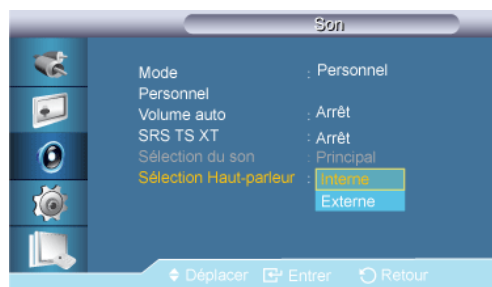 Son
Mode : Personnel
Personnel
Volume auto : Arrêt
SRS TS XT : Arrêt
Sélection du son : Principal
Sélection Haut-parleur : Interne
Externe
Déplacer Entrer Retour